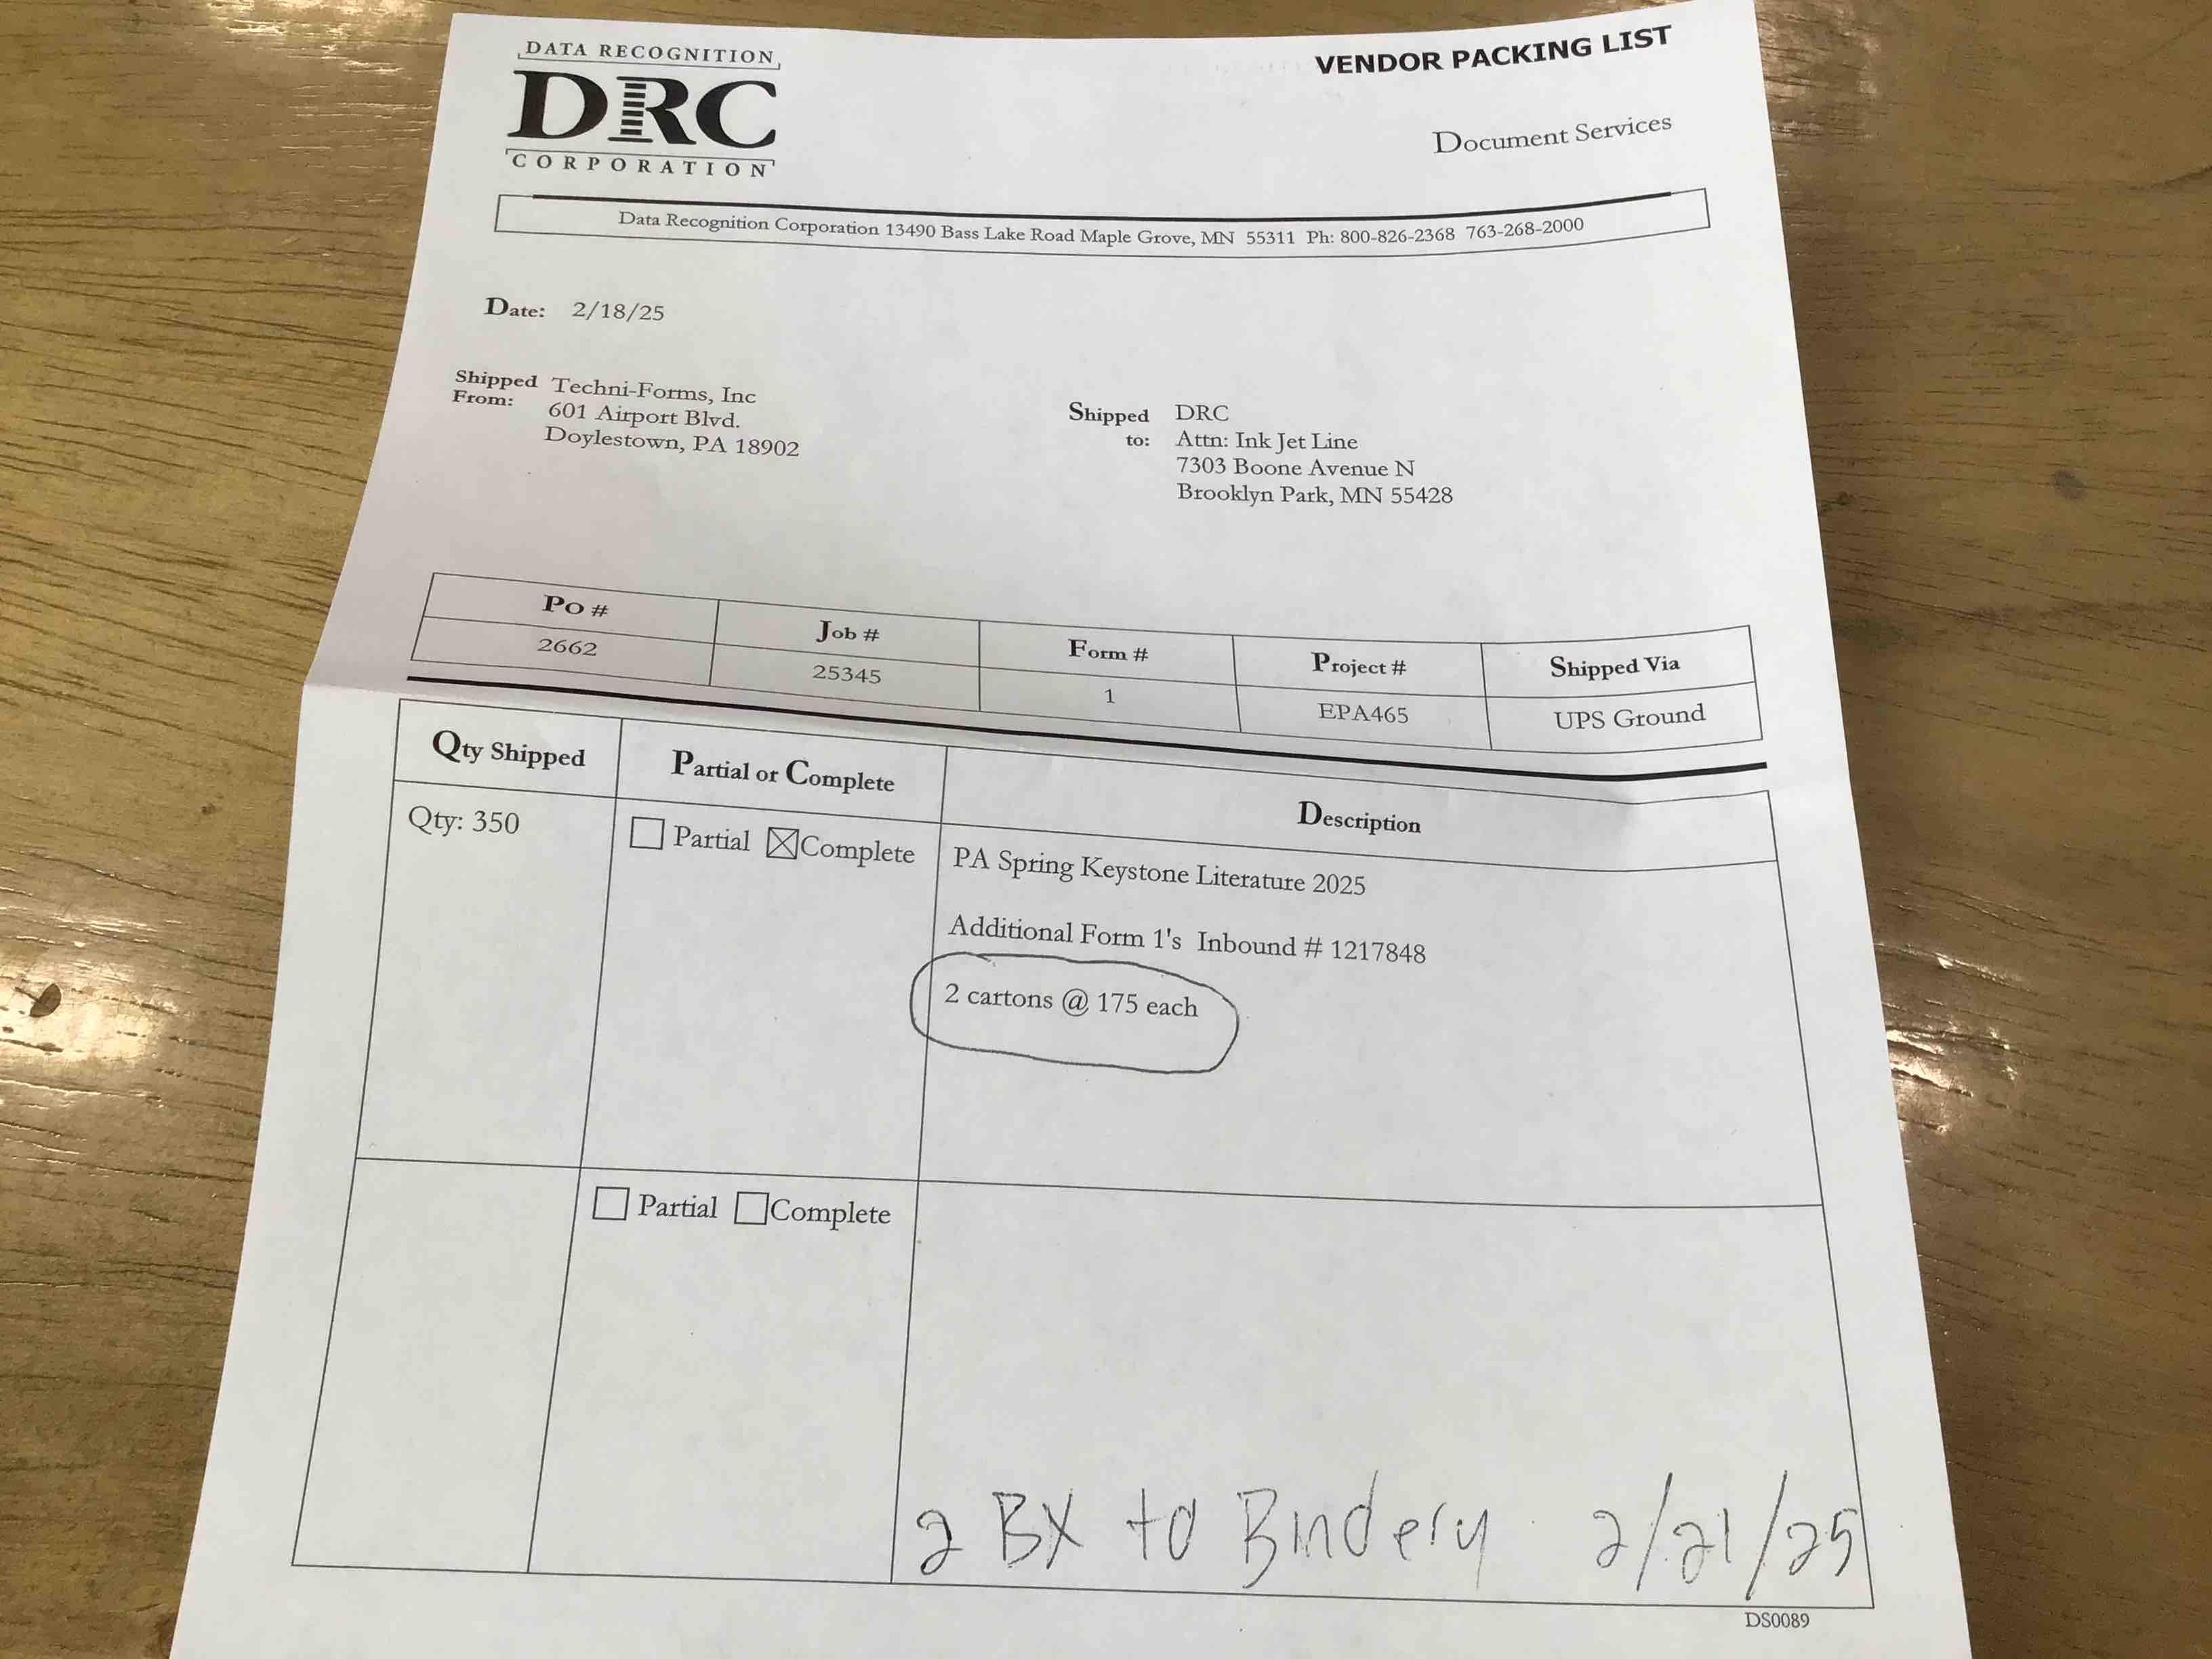 DATA RECOGNITION
DRC
CORPORATION
VENDOR PACKING LIST
Document Services
Data Recognition Corporation 13490 Bass Lake Road Maple Grove, MN 55311 Ph: 800-826-2368 763-268-2000
Date: 2/18/25
Shipped From: Techni-Forms, Inc
601 Airport Blvd.
Doylestown, PA 18902
Shipped to: DRC
Attn: Ink Jet Line
7303 Boone Avenue N
Brooklyn Park, MN 55428
PO # Job # Form # Project # Shipped Via
2662 25345 1 EPA465 UPS Ground
Qty Shipped Partial or Complete Description
Qty: 350 Partial Complete PA Spring Keystone Literature 2025
Additional Form 1's Inbound # 1217848
2 cartons @ 175 each
Partial Complete
2 BX to Bindery 2/21/25
DS0089